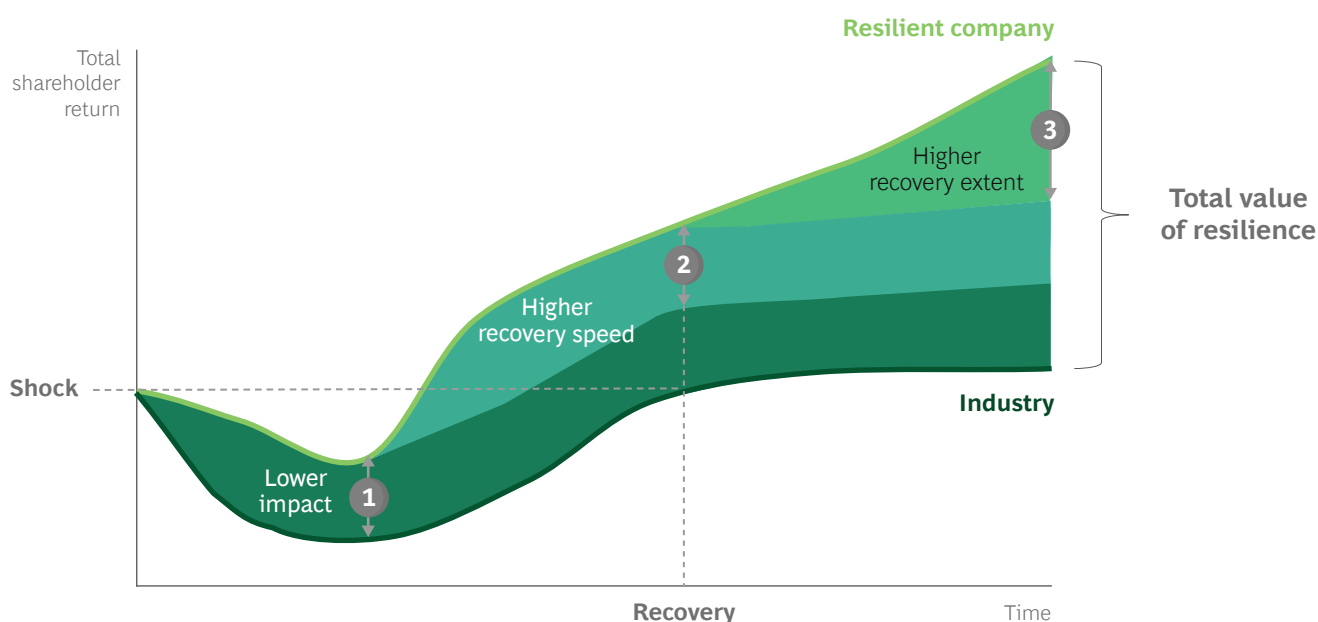 Resilient company
Total
shareholder
return
3
Higher
recovery extent
Total value
of resilience
2
Higher
recovery speed
Shock
Industry
Lower
impact
1
Recovery
Time